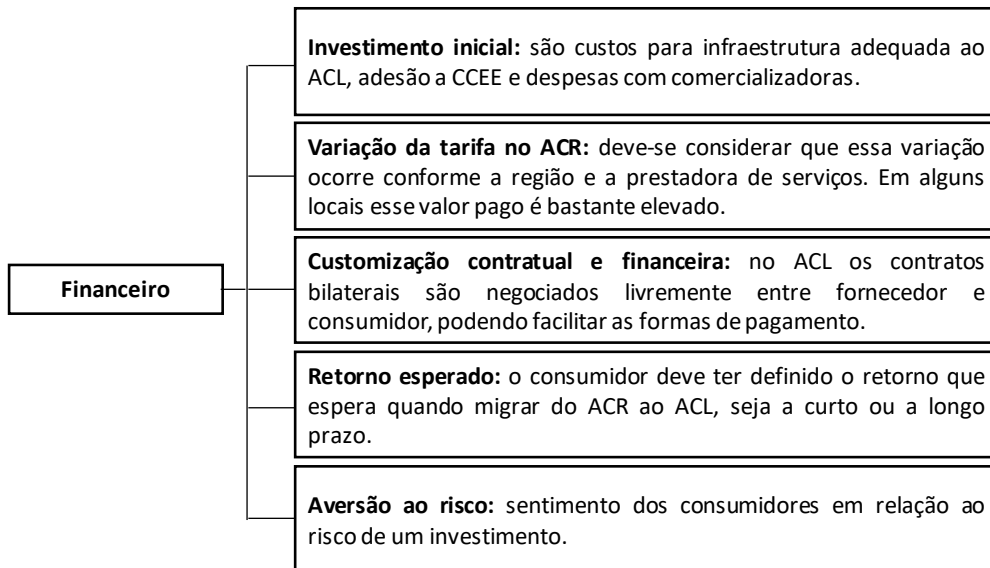 Investimento inicial: são custos para infraestrutura adequada ao
ACL, adesão a CCEE e despesas com comercializadoras.
Variação da tarifa no ACR: deve-se considerar que essa variação
ocorre conforme a região e a prestadora de serviços. Em alguns
locais esse valor pago é bastante elevado.
Financeiro
Customização contratual e financeira: no ACL os contratos
bilaterais são negociados livremente entre fornecedor e
consumidor, podendo facilitar as formas de pagamento.
Retorno esperado: o consumidor deve ter definido o retorno que
espera quando migrar do ACR ao ACL, seja a curto ou a longo
prazo.
Aversão ao risco: sentimento dos consumidores em relação ao
risco de um investimento.